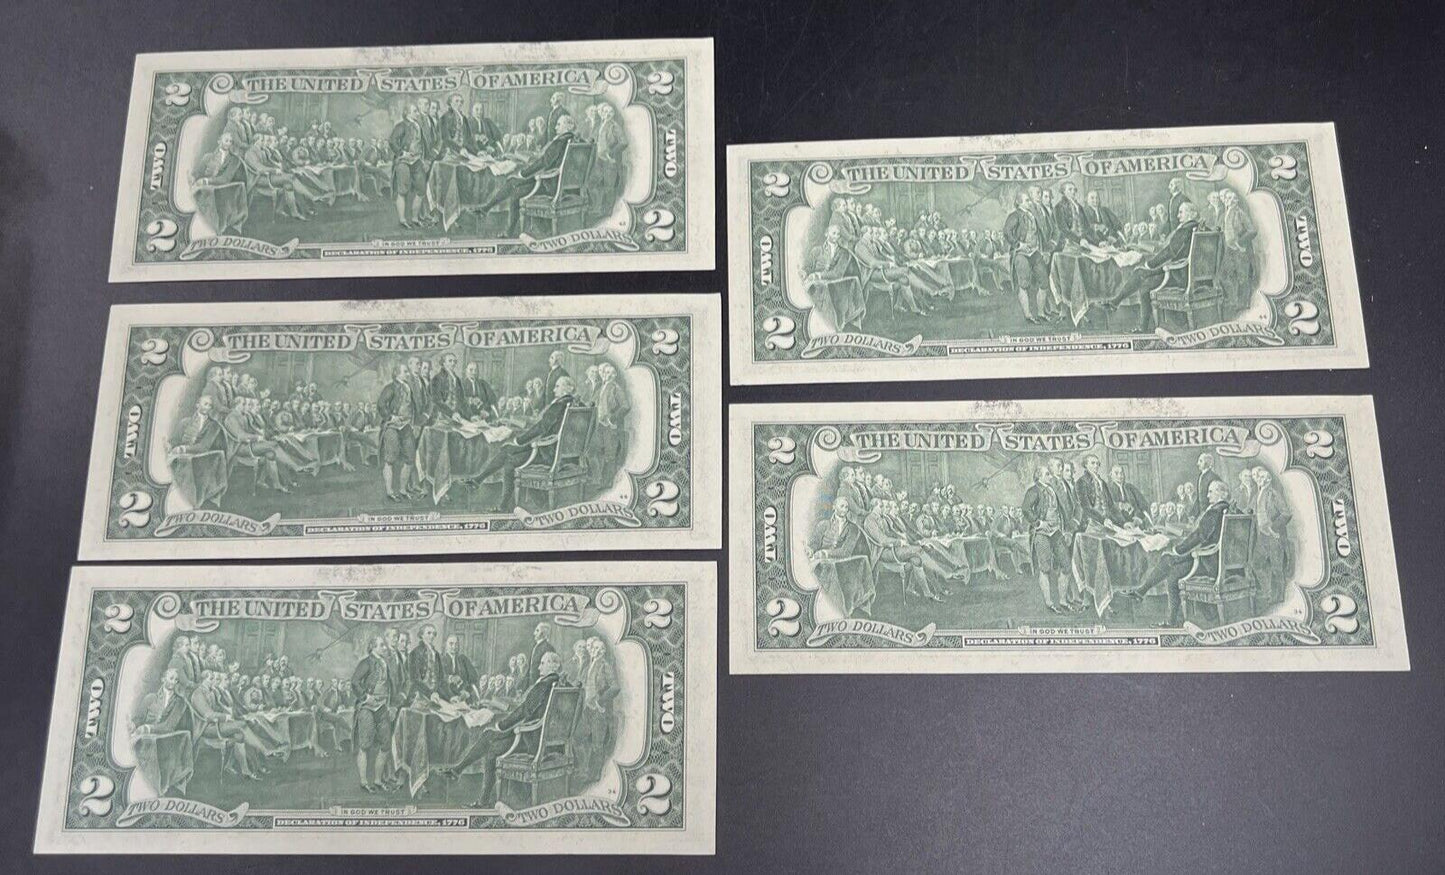 THE UNITED STATES OF AMERICA
2 2
TWO TWO
2 2
TWO DOLLARS IN GOD WE TRUST TWO DOLLARS
DECLARATION OF INDEPENDENCE, 1776
THE UNITED STATES OF AMERICA
2 2
TWO TWO
2 2
TWO DOLLARS IN GOD WE TRUST TWO DOLLARS
DECLARATION OF INDEPENDENCE, 1776
THE UNITED STATES OF AMERICA
2 2
TWO TWO
2 2
TWO DOLLARS IN GOD WE TRUST TWO DOLLARS
DECLARATION OF INDEPENDENCE, 1776
THE UNITED STATES OF AMERICA
2 2
TWO TWO
2 2
TWO DOLLARS IN GOD WE TRUST TWO DOLLARS
DECLARATION OF INDEPENDENCE, 1776
THE UNITED STATES OF AMERICA
2 2
TWO TWO
2 2
TWO DOLLARS IN GOD WE TRUST TWO DOLLARS
DECLARATION OF INDEPENDENCE, 1776